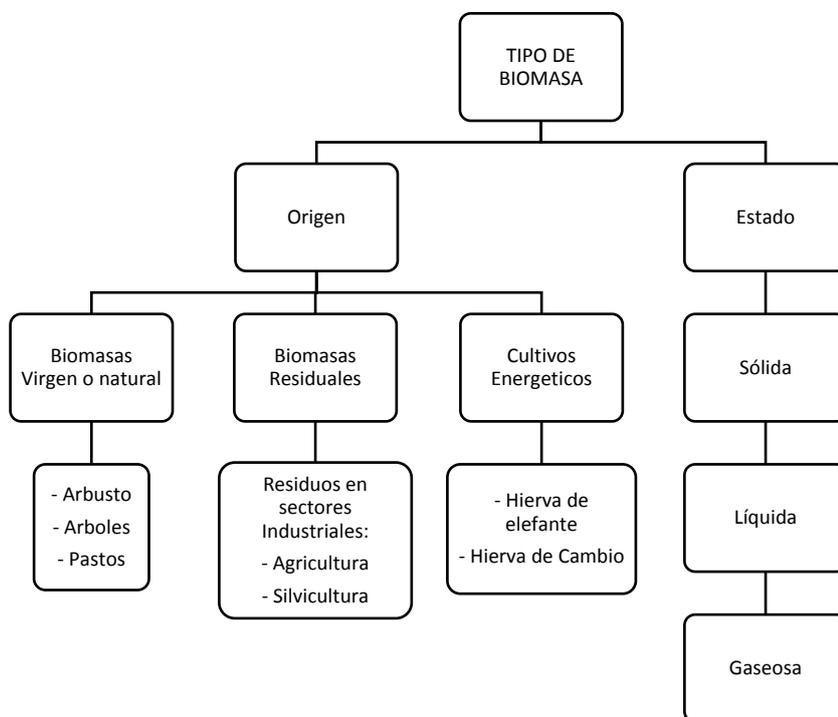 TIPO DE
BIOMASA
Origen
Estado
Biomasas
Virgen o natural
Biomasas
Residuales
Cultivos
Energeticos
Sólida
- Arbusto
- Arboles
- Pastos
Residuos en
sectores
Industriales:
- Agricultura
- Silvicultura
- Hierva de
elefante
- Hierva de Cambio
Líquida
Gaseosa